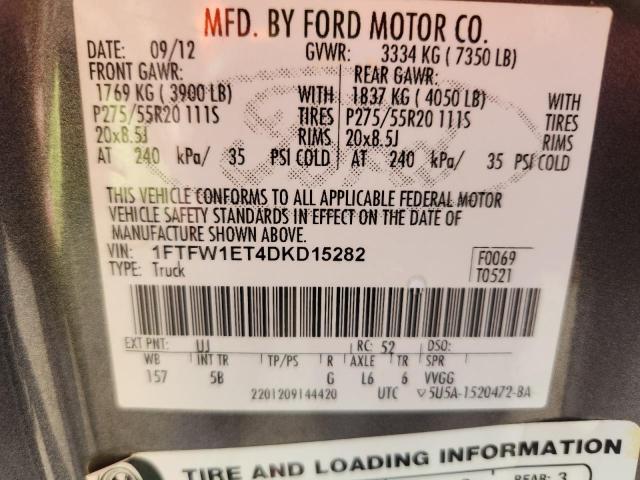 MFD. BY FORD MOTOR CO.
DATE: 09/12 GVWR: 3334 KG ( 7350 LB)
FRONT GAWR: REAR GAWR:
1769 KG ( 3900 LB) WITH 1837 KG ( 4050 LB) WITH
P275/55R20 111S TIRES P275/55R20 111S TIRES
20x8.5J RIMS 20x8.5J RIMS
AT 240 kPa/ 35 PSI COLD AT 240 kPa/ 35 PSI COLD
THIS VEHICLE CONFORMS TO ALL APPLICABLE FEDERAL MOTOR
VEHICLE SAFETY STANDARDS IN EFFECT ON THE DATE OF
MANUFACTURE SHOWN ABOVE.
VIN: 1FTFW1ET4DKD15282 F0069
TYPE: Truck T0521
EXT PNT: UJ RC: 52 DSO:
WB INT TR TP/PS R AXLE TR SPR
157 5B G L6 6 VVGG
2201209144420 UTC 5U5A-1520472-BA
TIRE AND LOADING INFORMATION
REAR: 3